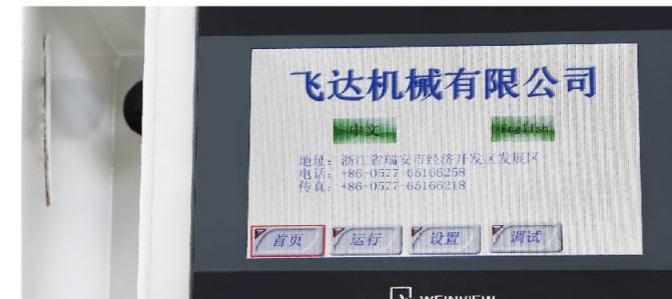 飞达机械有限公司
中文 English
地址：浙江省瑞安市经济开发区发展区
电话：+86-0577-65166258
传真：+86-0577-65166218
首页 运行 设置 调试
WEINVIEW